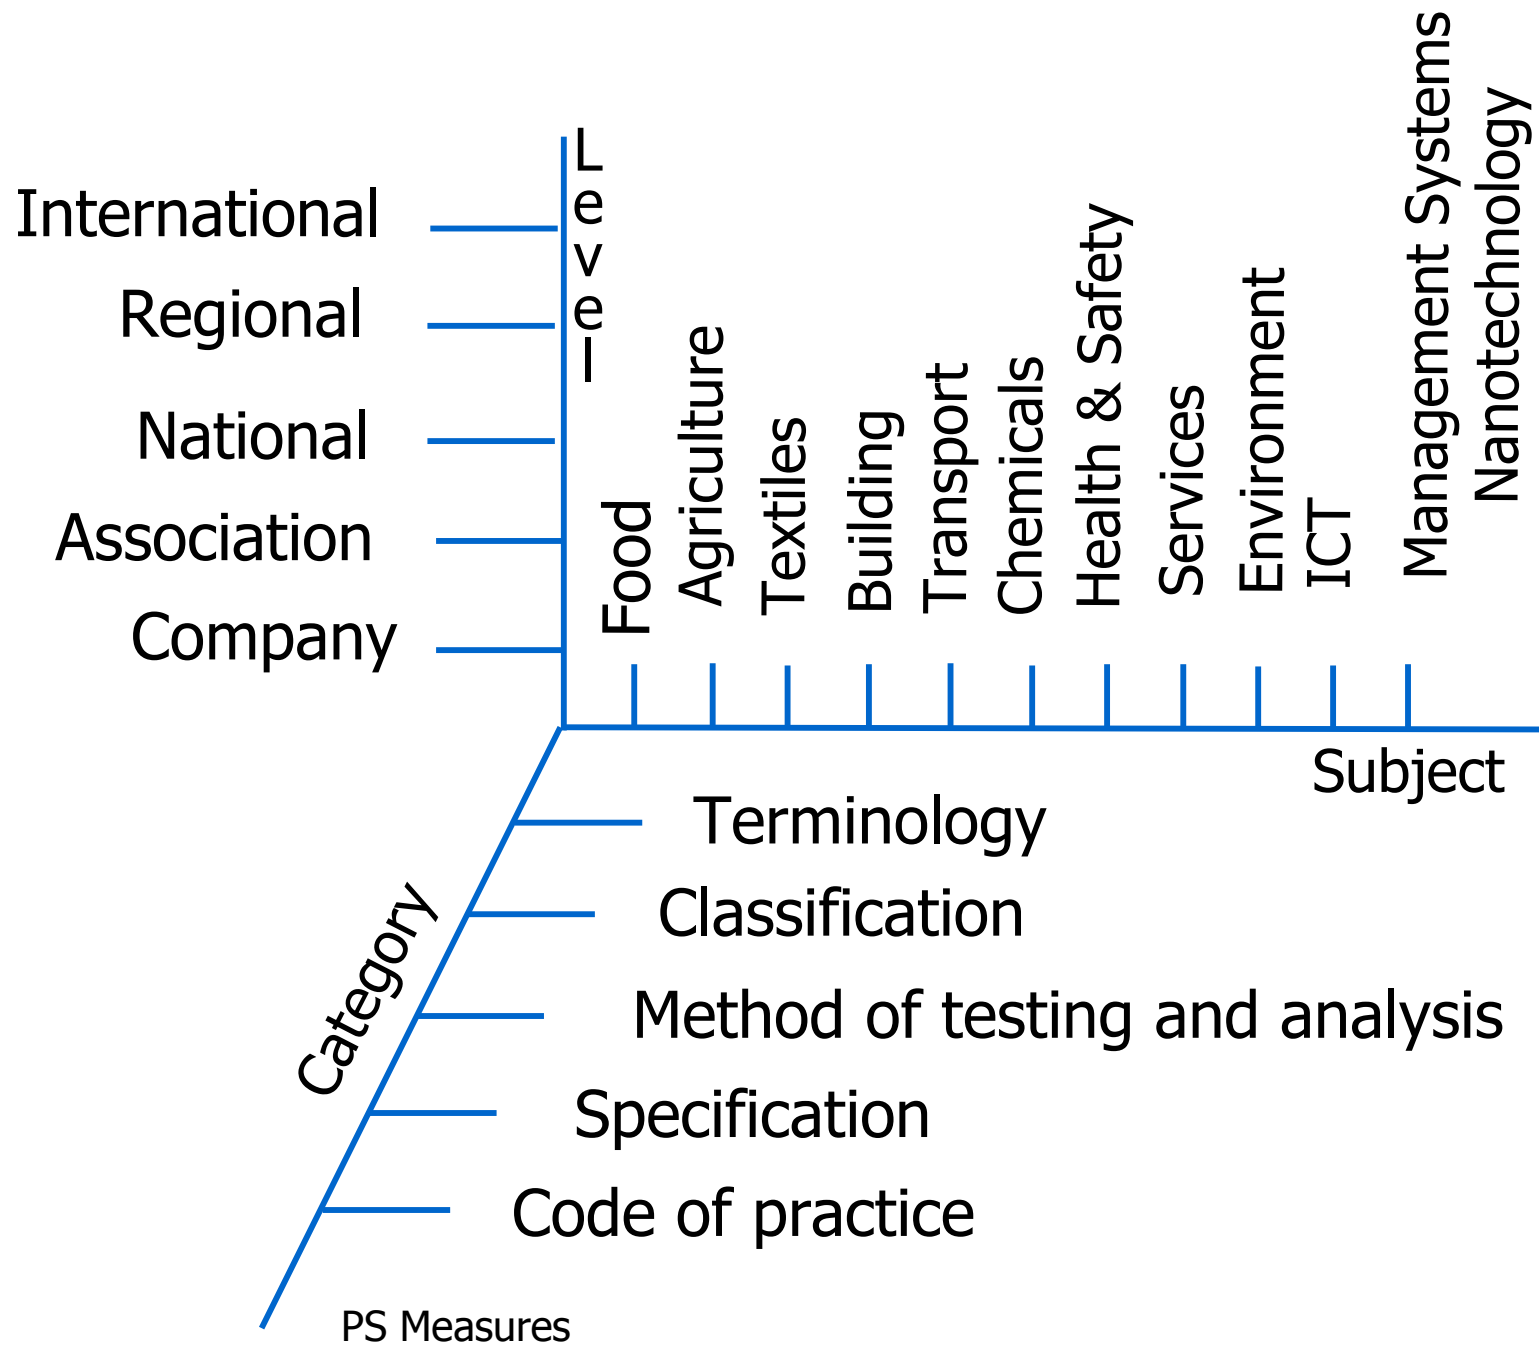 Level
International
Regional
National
Association
Company
Food
Agriculture
Textiles
Building
Transport
Chemicals
Health & Safety
Services
Environment
ICT
Management Systems
Nanotechnology
Subject
Category
Terminology
Classification
Method of testing and analysis
Specification
Code of practice
PS Measures